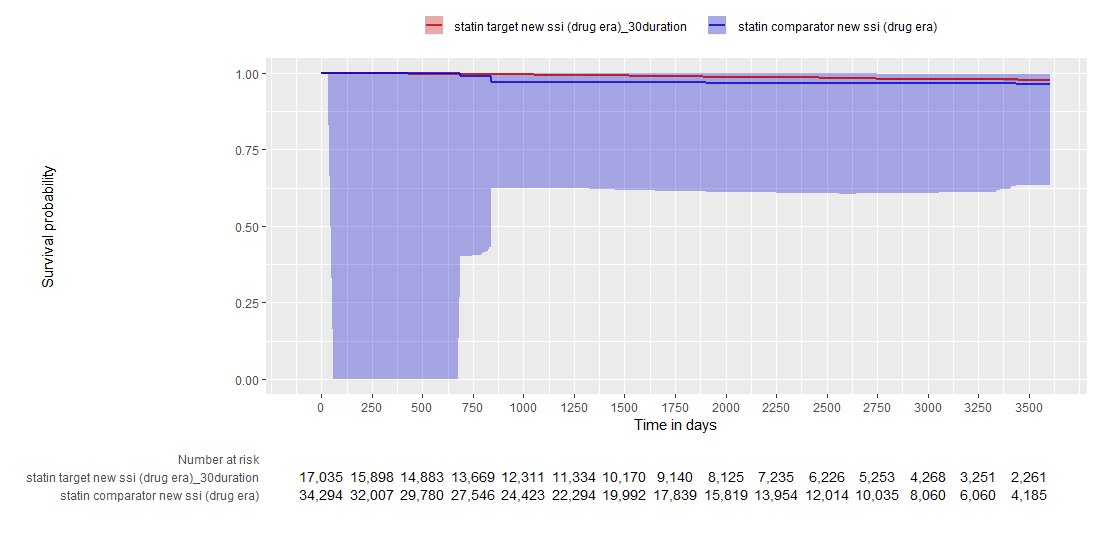 statin target new ssi (drug era)_30duration statin comparator new ssi (drug era)
1.00
0.75
0.50
0.25
0.00
Survival probability
0 250 500 750 1000 1250 1500 1750 2000 2250 2500 2750 3000 3250 3500
Time in days
Number at risk
statin target new ssi (drug era)_30duration 17,035 15,898 14,883 13,669 12,311 11,334 10,170 9,140 8,125 7,235 6,226 5,253 4,268 3,251 2,261
statin comparator new ssi (drug era) 34,294 32,007 29,780 27,546 24,423 22,294 19,992 17,839 15,819 13,954 12,014 10,035 8,060 6,060 4,185